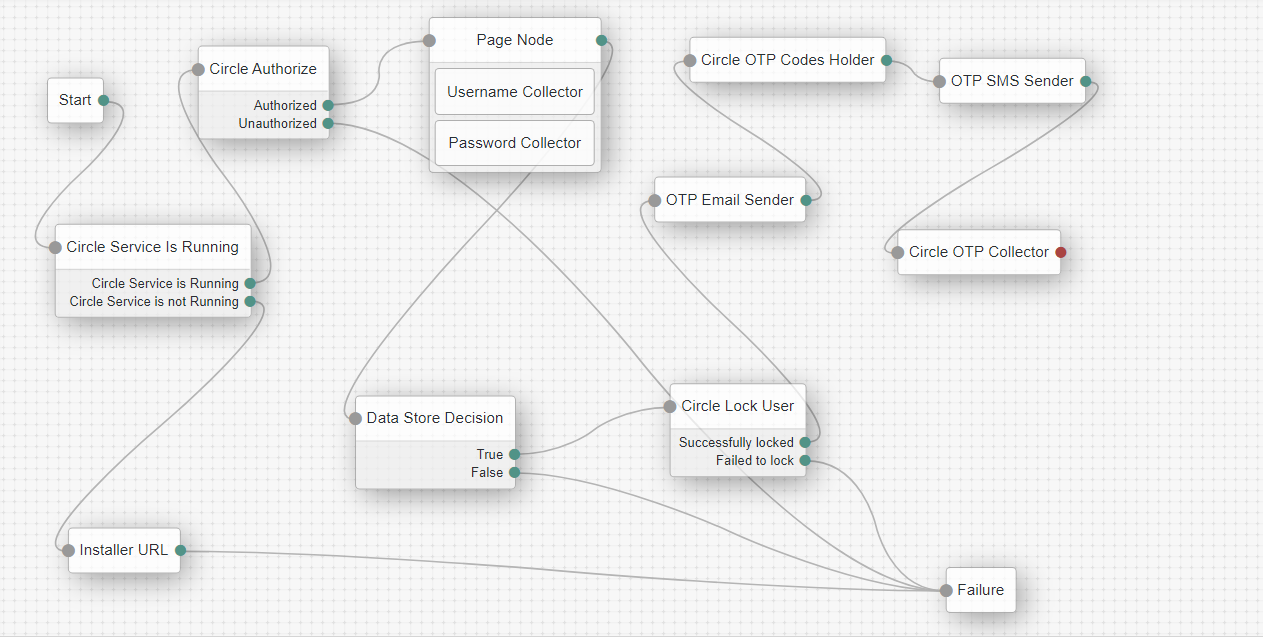 Start
Circle Authorize
Authorized
Unauthorized
Page Node
Username Collector
Password Collector
Circle OTP Codes Holder
OTP SMS Sender
OTP Email Sender
Circle OTP Collector
Circle Service Is Running
Circle Service is Running
Circle Service is not Running
Data Store Decision
True
False
Circle Lock User
Successfully locked
Failed to lock
Installer URL
Failure